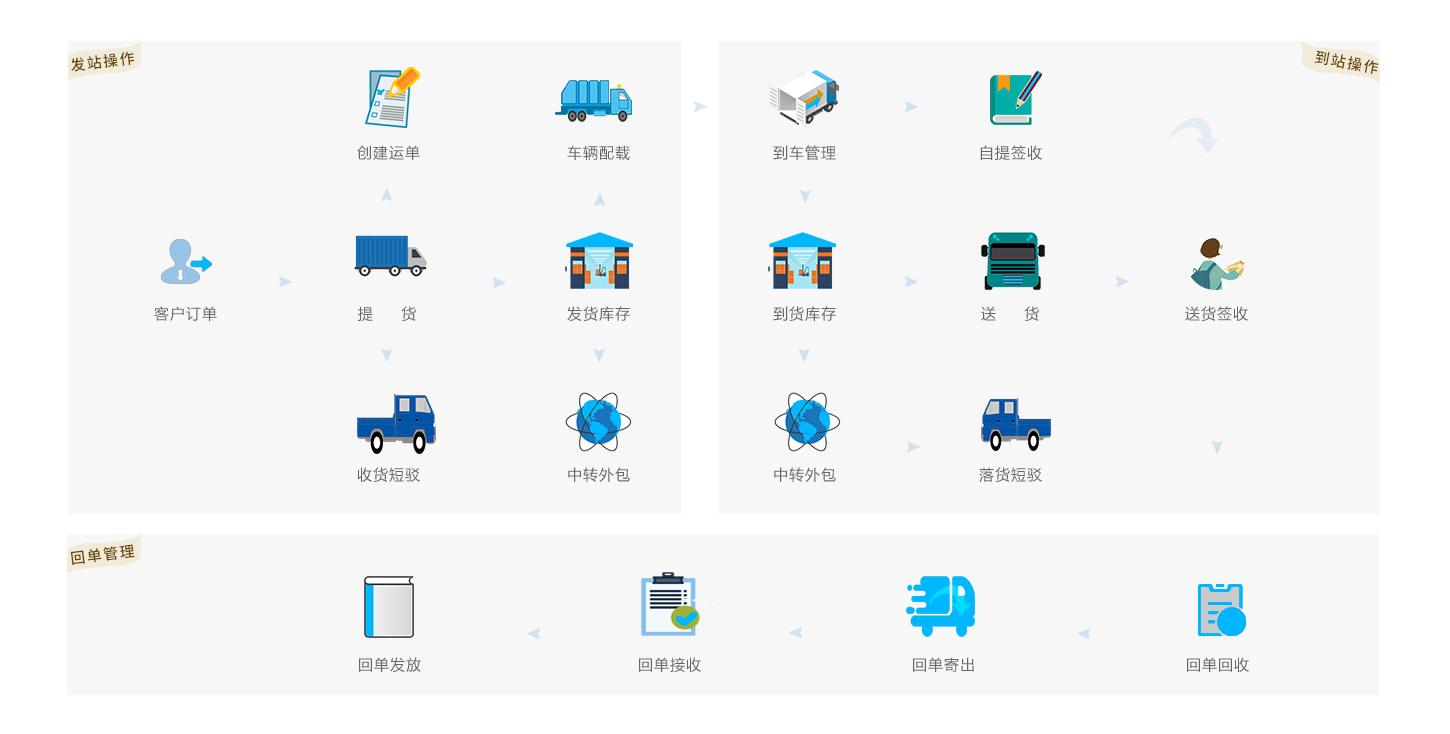 发站操作
到站操作
创建运单
车辆配载
到车管理
自提签收
客户订单
提 货
发货库存
到货库存
送 货
送货签收
收货短驳
中转外包
中转外包
落货短驳
回单管理
回单发放
回单接收
回单寄出
回单回收